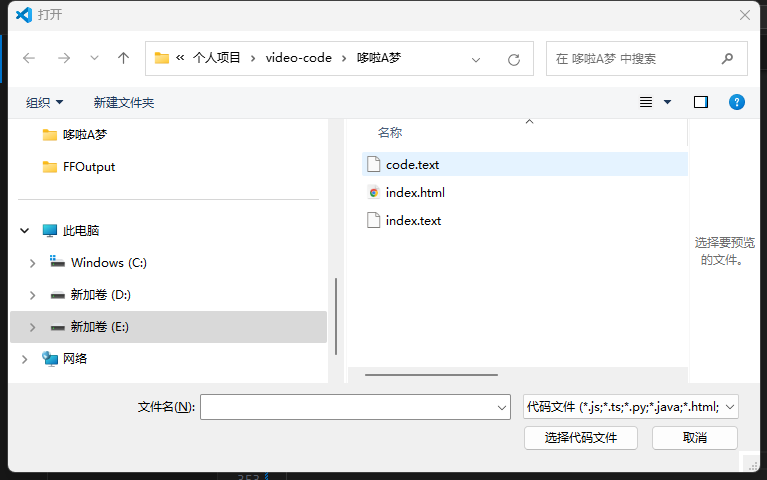 打开
« 个人项目 › video-code › 哆啦A梦
在 哆啦A梦 中搜索
组织
新建文件夹
哆啦A梦
FFOutput
此电脑
Windows (C:)
新加卷 (D:)
新加卷 (E:)
网络
名称
code.text
index.html
index.text
选择要预览
的文件。
文件名(N):
代码文件 (*.js;*.ts;*.py;*.java;*.html;
选择代码文件
取消